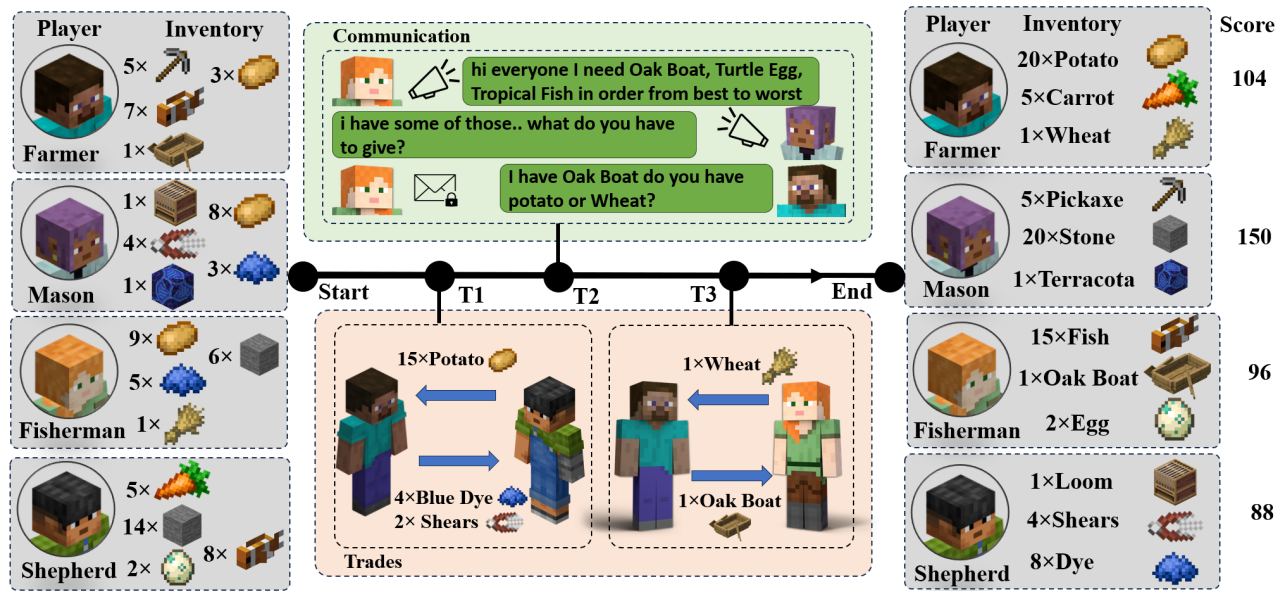 Player Inventory
5×
3×
7×
1×
Farmer
1×
8×
4×
3×
1×
Mason
9×
6×
5×
1×
Fisherman
5×
14×
8×
2×
Shepherd
Communication
hi everyone I need Oak Boat, Turtle Egg,
Tropical Fish in order from best to worst
i have some of those.. what do you have
to give?
I have Oak Boat do you have
potato or Wheat?
Start
T1
T2
T3
End
15×Potato
4×Blue Dye
2× Shears
1×Wheat
1×Oak Boat
Trades
Player Inventory Score
20×Potato
5×Carrot
1×Wheat
Farmer
104
5×Pickaxe
20×Stone
1×Terracota
Mason
150
15×Fish
1×Oak Boat
2×Egg
Fisherman
96
1×Loom
4×Shears
8×Dye
Shepherd
88